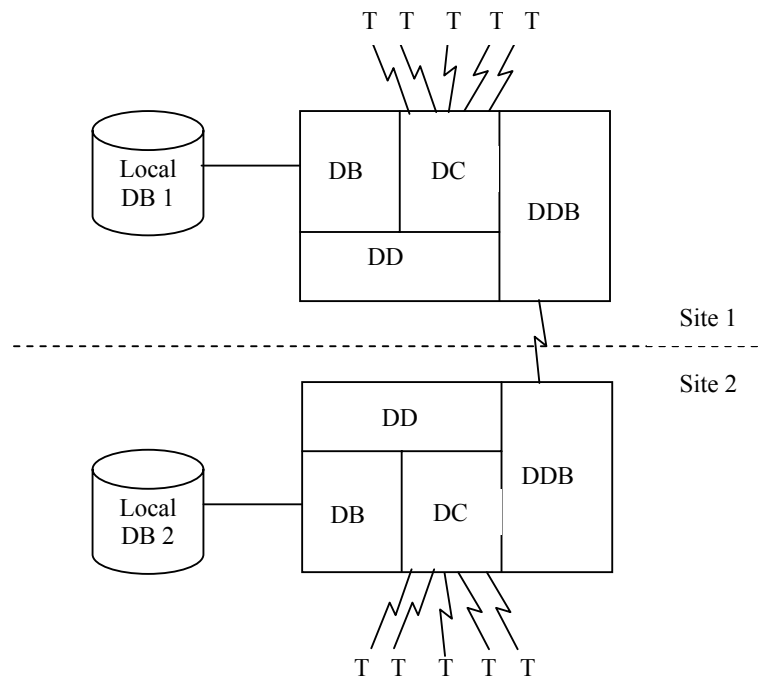 T T T T T
Local
DB 1
DB
DC
DDB
DD
Site 1
Site 2
DD
DDB
Local
DB 2
DB
DC
T T T T T